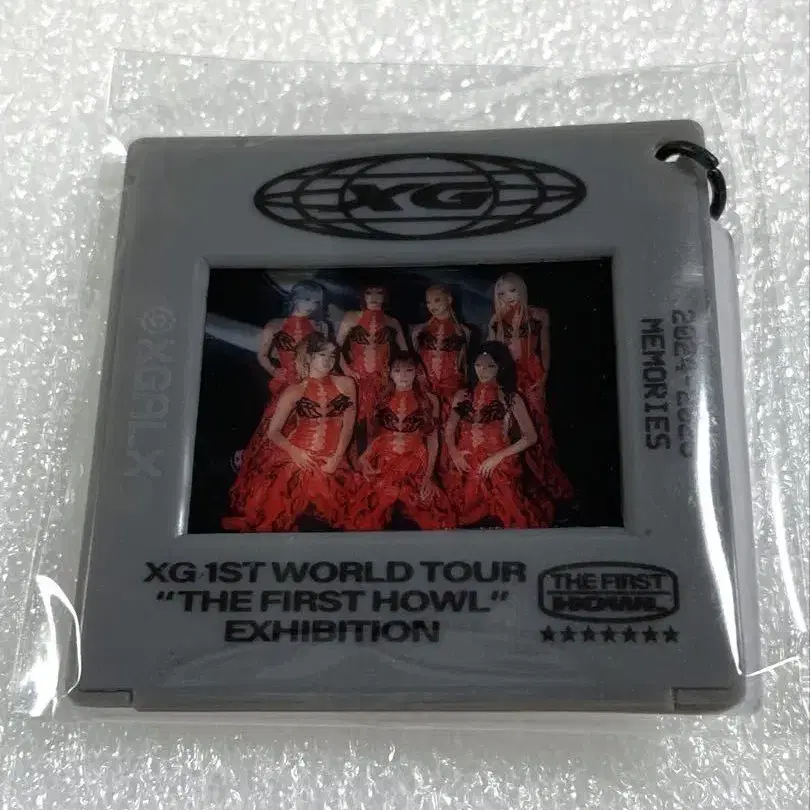 XG
©XGALX
2024-2025
MEMORIES
XG 1ST WORLD TOUR
"THE FIRST HOWL"
EXHIBITION
THE FIRST
HOWL
★★★★★★★